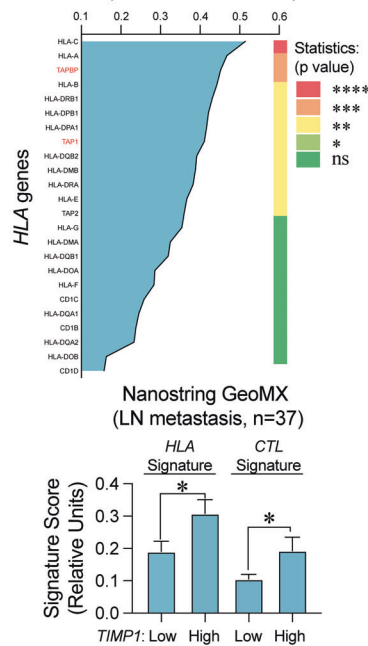 0.1 0.2 0.3 0.4 0.5 0.6
HLA genes
HLA-C
HLA-A
TAPBP
HLA-B
HLA-DRB1
HLA-DPB1
HLA-DPA1
TAP1
HLA-DQB2
HLA-DMB
HLA-DRA
HLA-E
TAP2
HLA-G
HLA-DMA
HLA-DQB1
HLA-DOA
HLA-F
CD1C
HLA-DQA1
CD1B
HLA-DQA2
HLA-DOB
CD1D
Statistics:
(p value)
****
***
**
*
ns
Nanostring GeoMX
(LN metastasis, n=37)
HLA CTL
Signature Signature
Signature Score
(Relative Units)
0.4
0.3
0.2
0.1
0.0
* *
TIMP1: Low High Low High